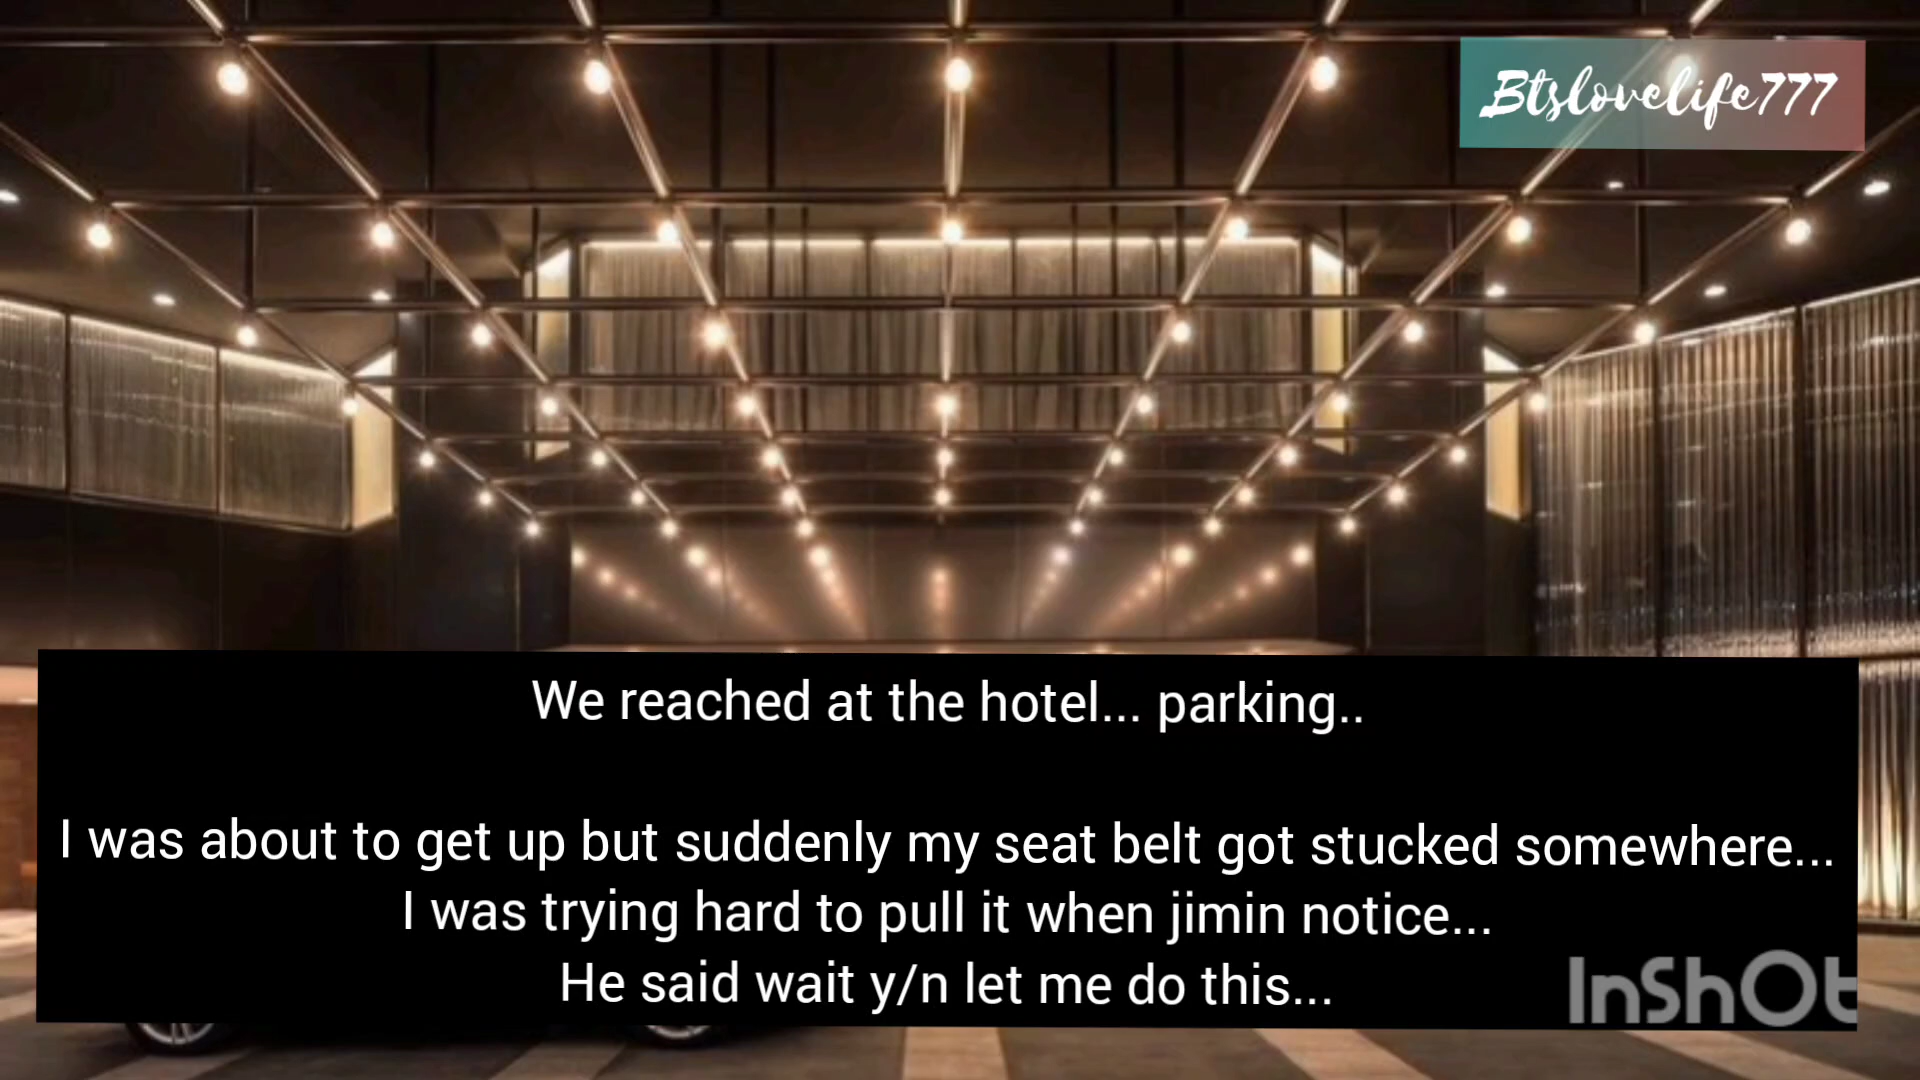 Btslovelife777
We reached at the hotel... parking..
I was about to get up but suddenly my seat belt got stucked somewhere...
I was trying hard to pull it when jimin notice...
He said wait y/n let me do this...
InShOt